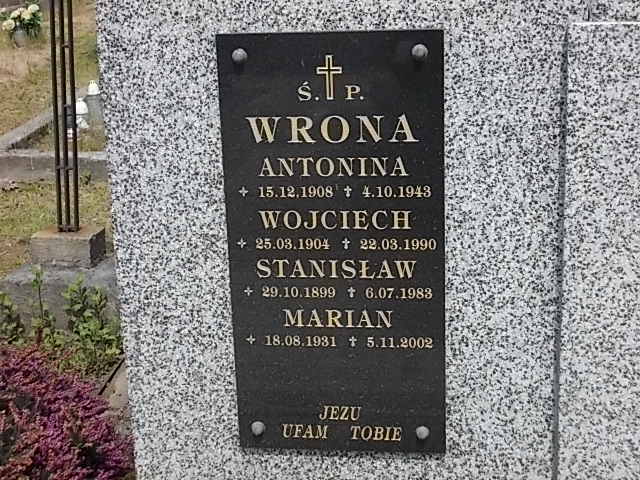 Ś. P.
WRONA
ANTONINA
15.12.1908 † 4.10.1943
WOJCIECH
25.03.1904 † 22.03.1990
STANISŁAW
29.10.1899 † 6.07.1983
MARIAN
18.08.1931 † 5.11.2002
JEZU
UFAM TOBIE